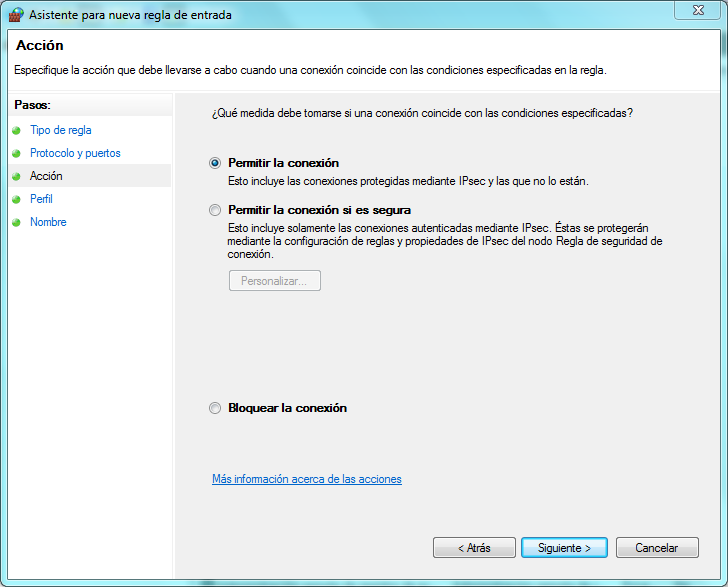 Asistente para nueva regla de entrada
Acción
Especifique la acción que debe llevarse a cabo cuando una conexión coincide con las condiciones especificadas en la regla.
Pasos:
Tipo de regla
Protocolo y puertos
Acción
Perfil
Nombre
¿Qué medida debe tomarse si una conexión coincide con las condiciones especificadas?
Permitir la conexión
Esto incluye las conexiones protegidas mediante IPsec y las que no lo están.
Permitir la conexión si es segura
Esto incluye solamente las conexiones autenticadas mediante IPsec. Éstas se protegerán
mediante la configuración de reglas y propiedades de IPsec del nodo Regla de seguridad de
conexión.
Personalizar...
Bloquear la conexión
Más información acerca de las acciones
< Atrás
Siguiente >
Cancelar